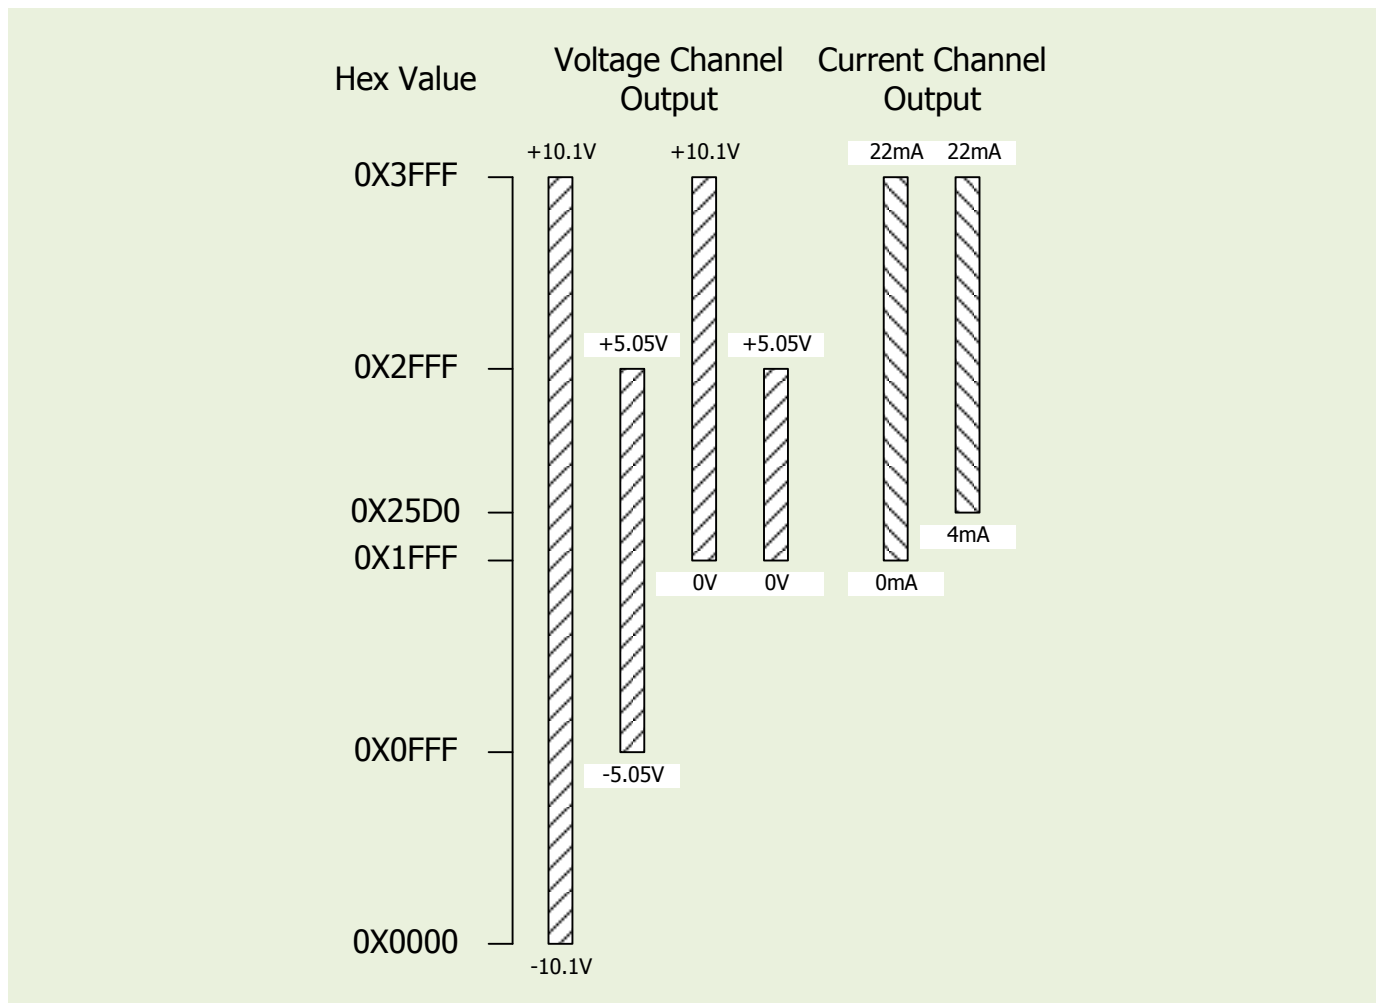 Hex Value
Voltage Channel
Output
Current Channel
Output
+10.1V
+10.1V
22mA
22mA
0X3FFF
+5.05V
+5.05V
0X2FFF
0X25D0
4mA
0X1FFF
0V
0V
0mA
0X0FFF
-5.05V
0X0000
-10.1V